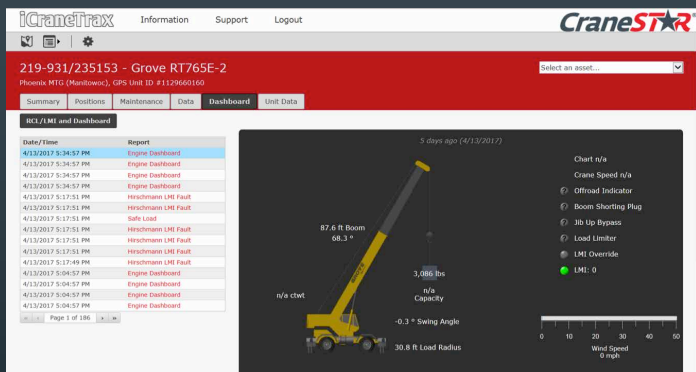 iCraneTrax
Information Support Logout
CraneSTAR
219-931/235153 - Grove RT765E-2
Phoenix MTG (Manitowoc), GPS Unit ID #1129660160
Select an asset...
Summary Positions Maintenance Data Dashboard Unit Data
RCL/LMI and Dashboard
Date/Time Report
4/13/2017 5:34:57 PM Engine Dashboard
4/13/2017 5:34:57 PM Engine Dashboard
4/13/2017 5:34:57 PM Engine Dashboard
4/13/2017 5:34:57 PM Engine Dashboard
4/13/2017 5:17:51 PM Hirschmann LMI Fault
4/13/2017 5:17:51 PM Hirschmann LMI Fault
4/13/2017 5:17:51 PM Safe Load
4/13/2017 5:17:51 PM Hirschmann LMI Fault
4/13/2017 5:17:51 PM Hirschmann LMI Fault
4/13/2017 5:17:51 PM Hirschmann LMI Fault
4/13/2017 5:17:49 PM Hirschmann LMI Fault
4/13/2017 5:04:57 PM Engine Dashboard
4/13/2017 5:04:57 PM Engine Dashboard
4/13/2017 5:04:57 PM Engine Dashboard
4/13/2017 5:04:57 PM Engine Dashboard
Page 1 of 186
5 days ago (4/13/2017)
87.6 ft Boom
68.3 °
3,086 lbs
n/a
Capacity
n/a ctwt
-0.3 ° Swing Angle
30.8 ft Load Radius
Chart n/a
Crane Speed n/a
Offroad Indicator
Boom Shorting Plug
Jib Up Bypass
Load Limiter
LMI Override
LMI: 0
0 10 20 30 40 50
Wind Speed
0 mph